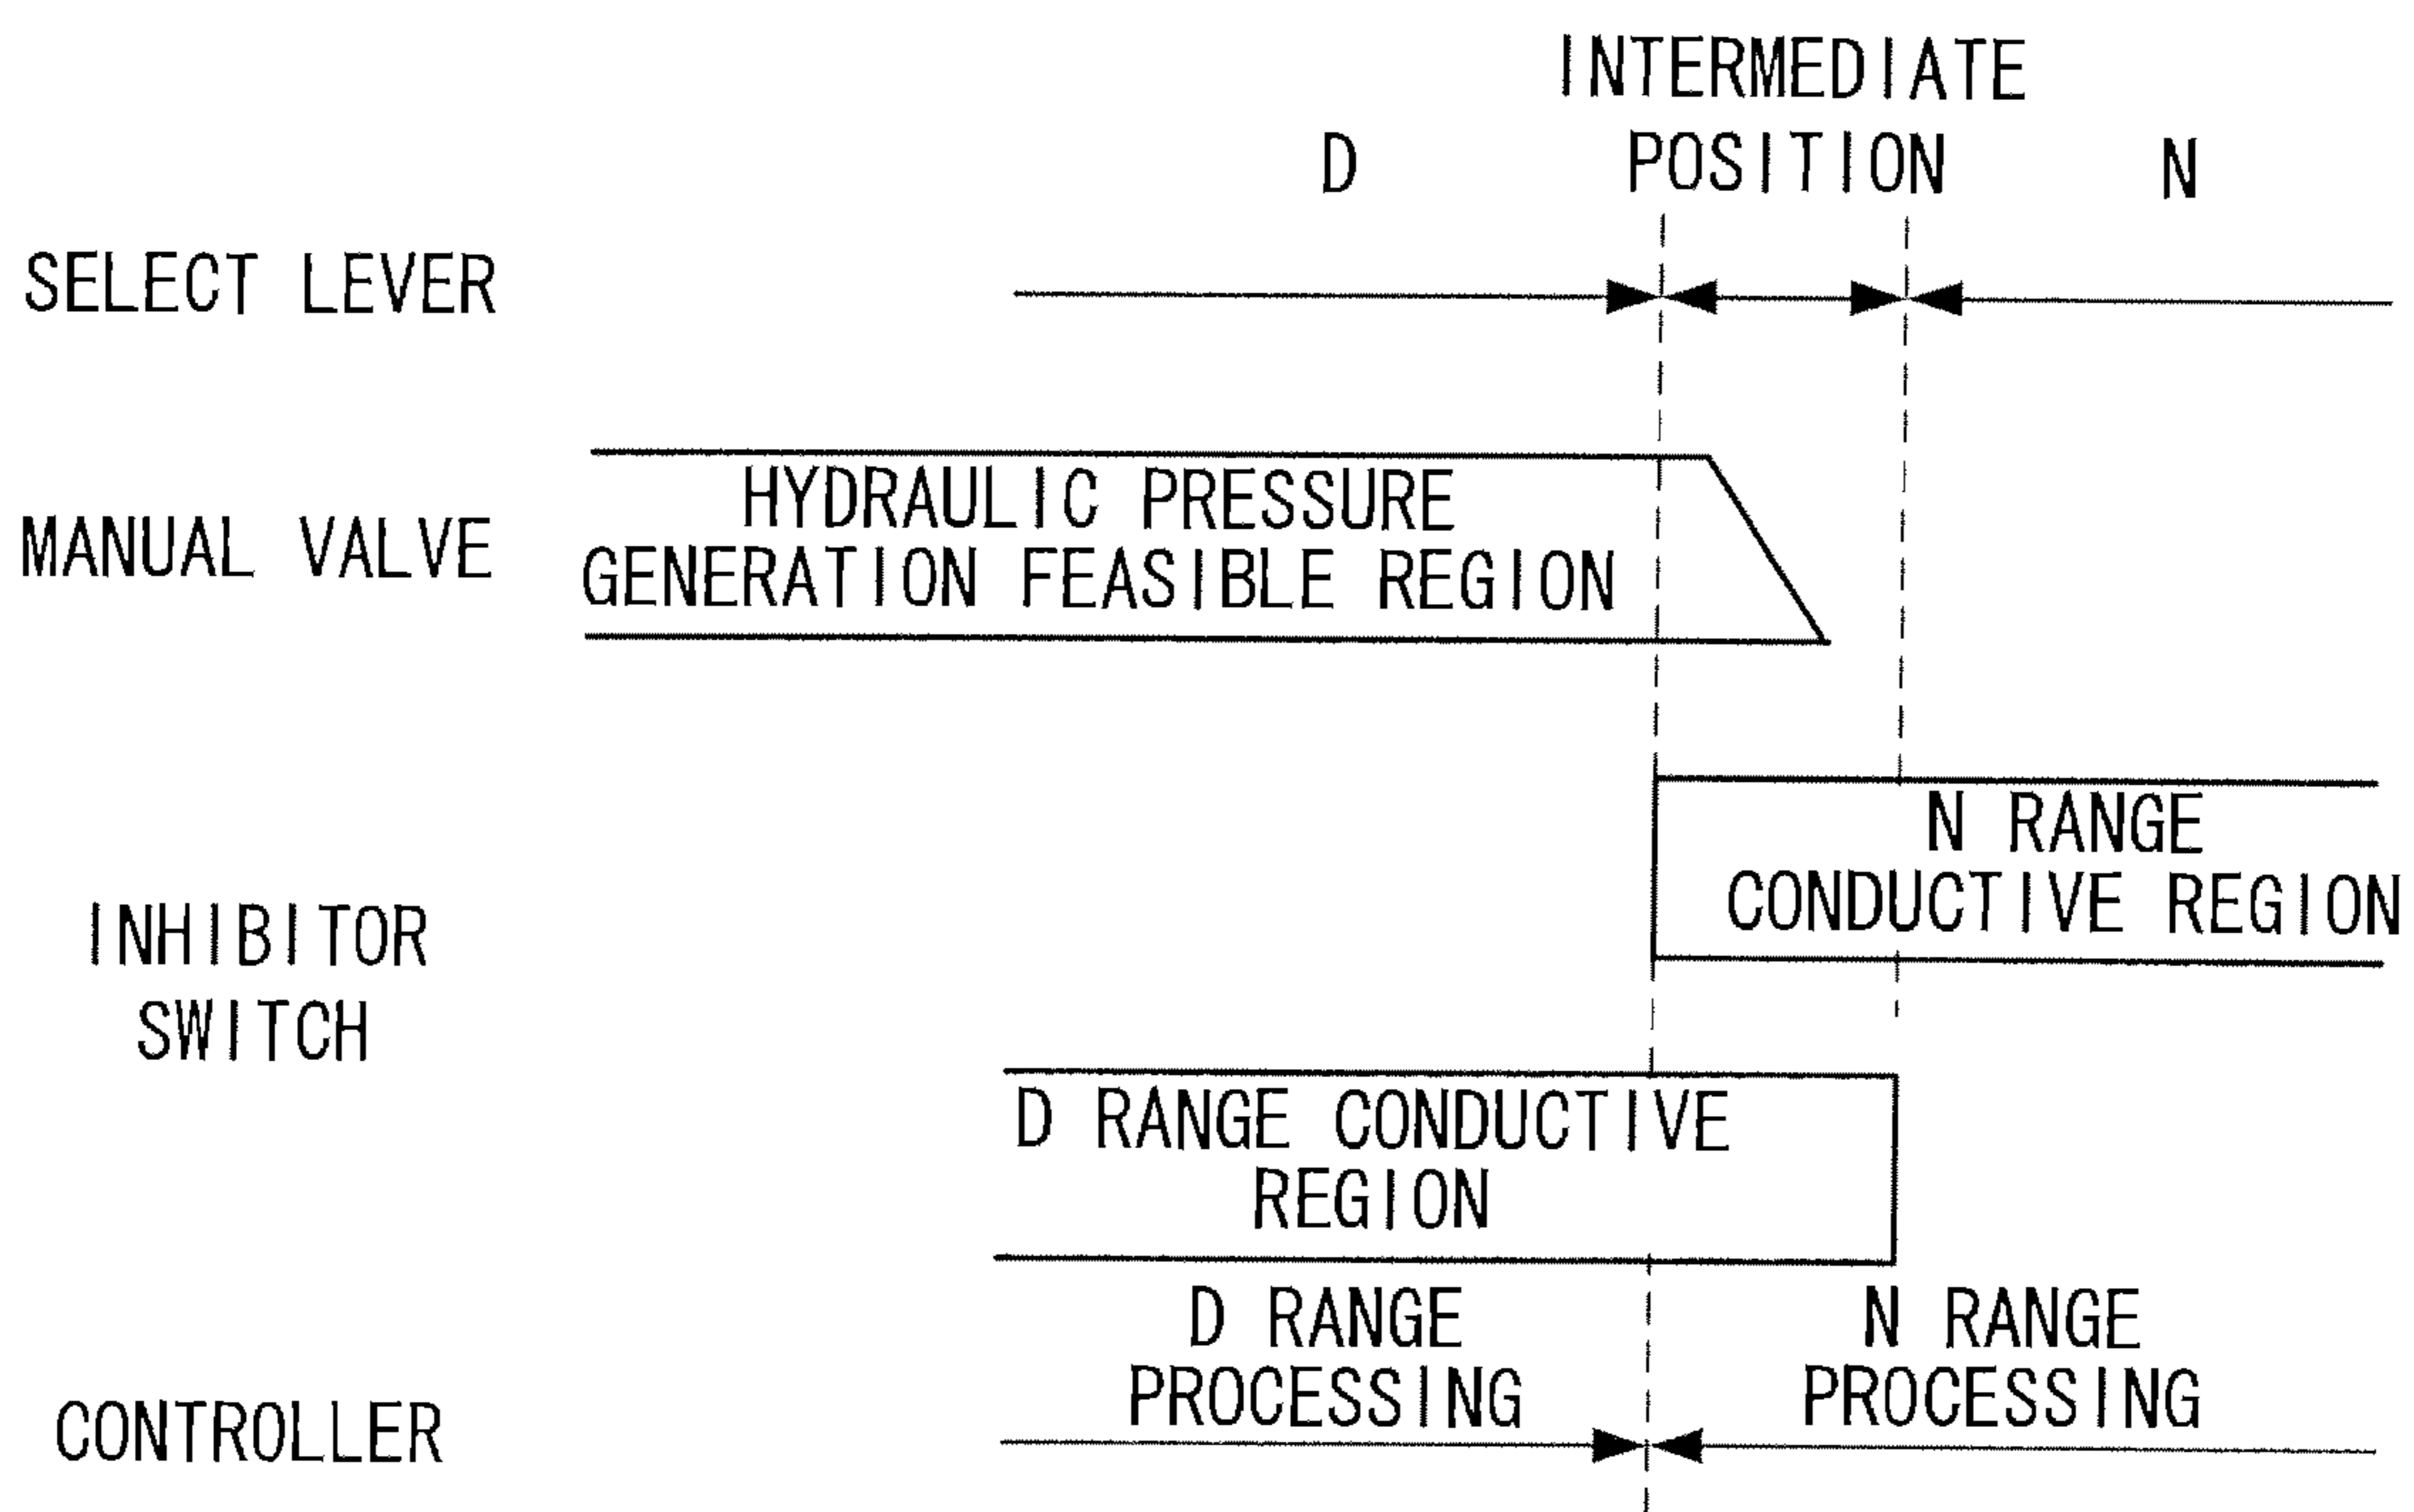 INTERMEDIATE
D POSITION N
SELECT LEVER
HYDRAULIC PRESSURE
MANUAL VALVE GENERATION FEASIBLE REGION
N RANGE
CONDUCTIVE REGION
INHIBITOR
SWITCH
D RANGE CONDUCTIVE
REGION
D RANGE N RANGE
PROCESSING PROCESSING
CONTROLLER